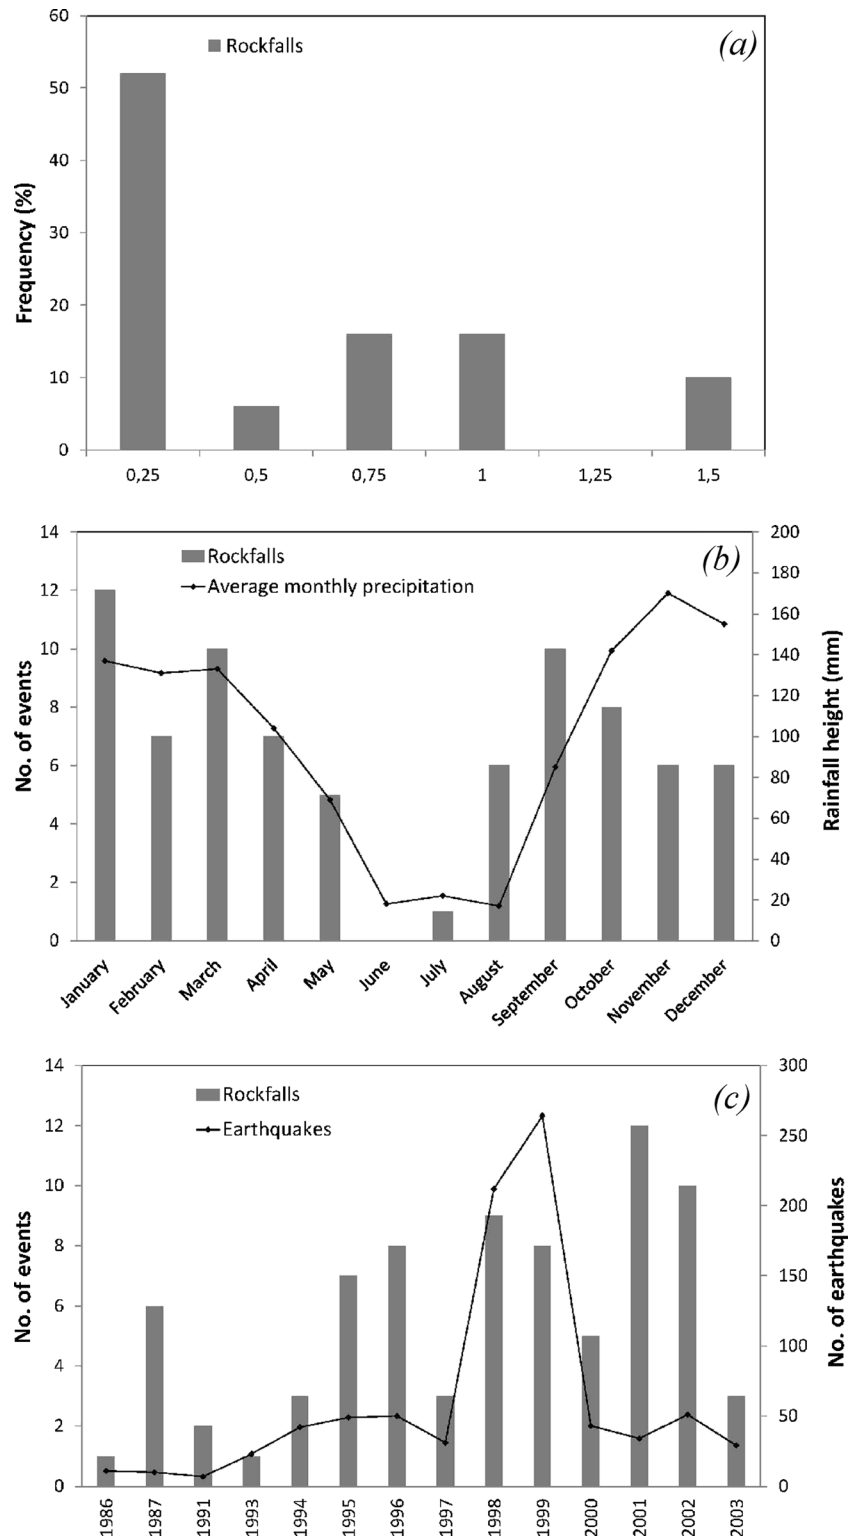 (a)
Rockfalls
Frequency (%)
60
50
40
30
20
10
0
0,25 0,5 0,75 1 1,25 1,5
(b)
Rockfalls
Average monthly precipitation
No. of events
14
12
10
8
6
4
2
0
200
180
160
140
120
100
80
60
40
20
0
Rainfall height (mm)
January February March April May June July August September October November December
(c)
Rockfalls
Earthquakes
No. of events
14
12
10
8
6
4
2
0
300
250
200
150
100
50
0
No. of earthquakes
1986 1987 1991 1993 1994 1995 1996 1997 1998 1999 2000 2001 2002 2003